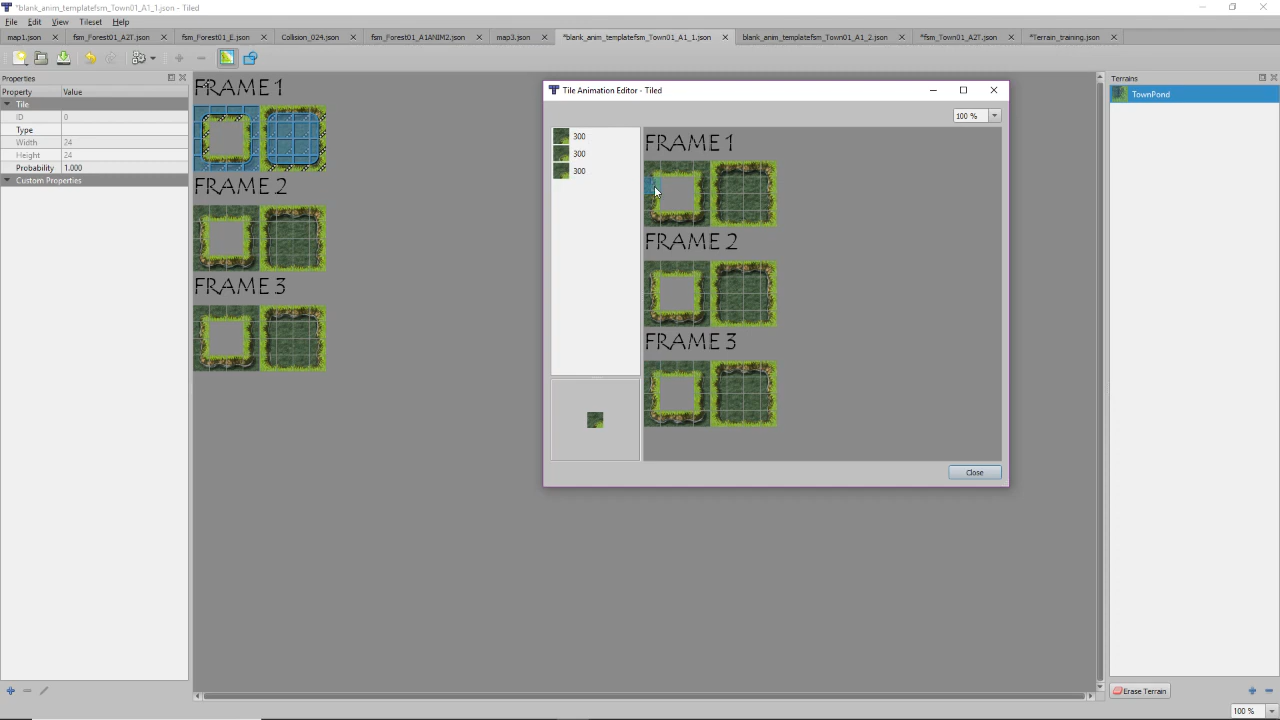 *blank_anim_templatefsm_Town01_A1_1.json - Tiled
File Edit View Tileset Help
map1.json fsm_Forest01_A2T.json fsm_Forest01_E.json Collision_024.json fsm_Forest01_A1ANIM2.json map3.json *blank_anim_templatefsm_Town01_A1_1.json blank_anim_templatefsm_Town01_A1_2.json *fsm_Town01_A2T.json *Terrain_training.json
Properties
Property Value
Tile
ID 0
Type
Width 24
Height 24
Probability 1.000
Custom Properties
FRAME 1
FRAME 2
FRAME 3
Tile Animation Editor - Tiled
100 %
300
300
300
FRAME 1
FRAME 2
FRAME 3
Close
Terrains
TownPond
Erase Terrain
100 %